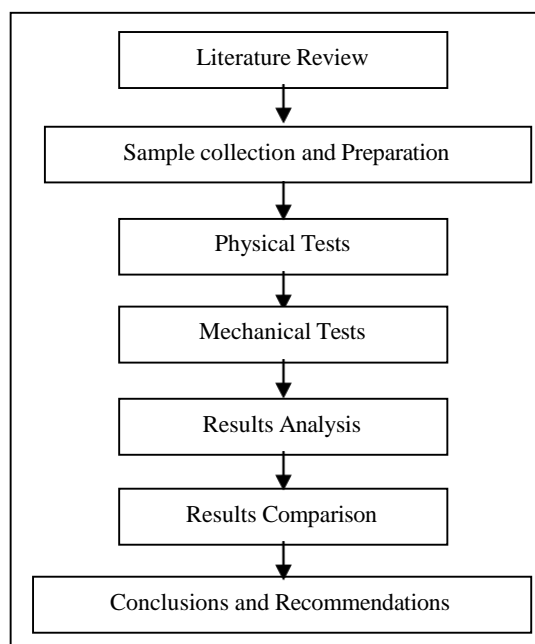 Literature Review
Sample collection and Preparation
Physical Tests
Mechanical Tests
Results Analysis
Results Comparison
Conclusions and Recommendations